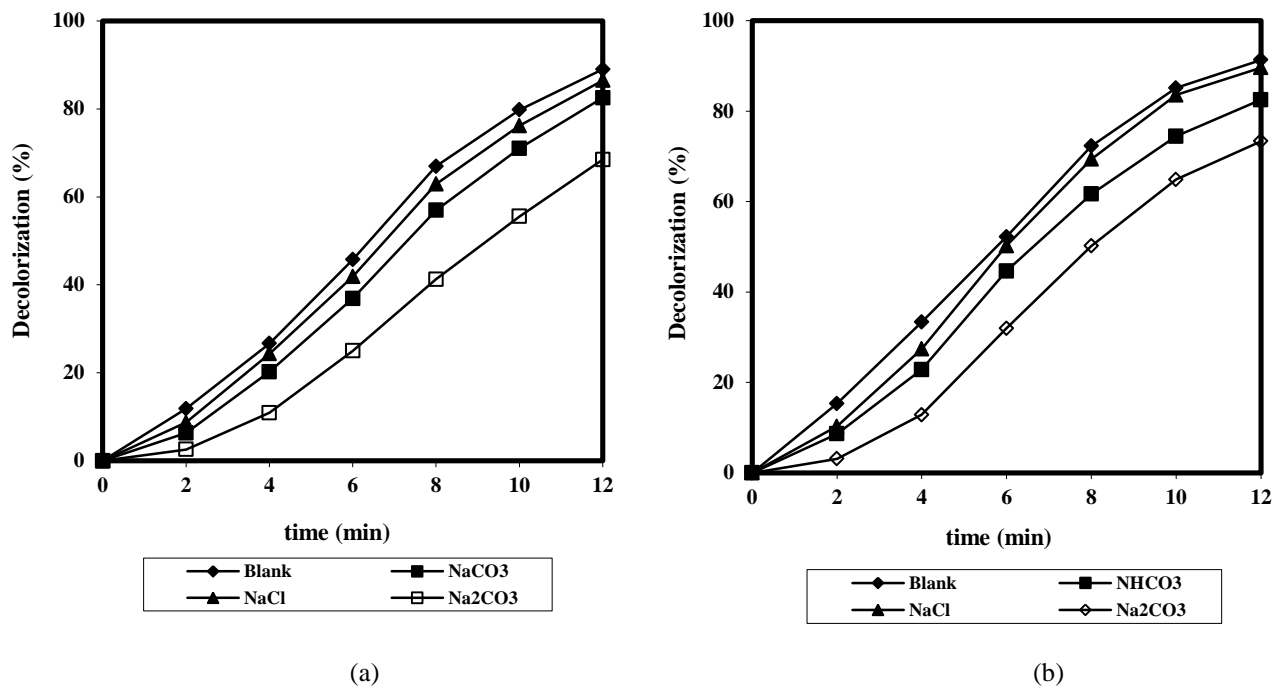 100
80
60
40
20
0
Decolorization (%)
0 2 4 6 8 10 12
time (min)
Blank NaCO3
NaCl Na2CO3
(a)
100
80
60
40
20
0
Decolorization (%)
0 2 4 6 8 10 12
time (min)
Blank NHCO3
NaCl Na2CO3
(b)